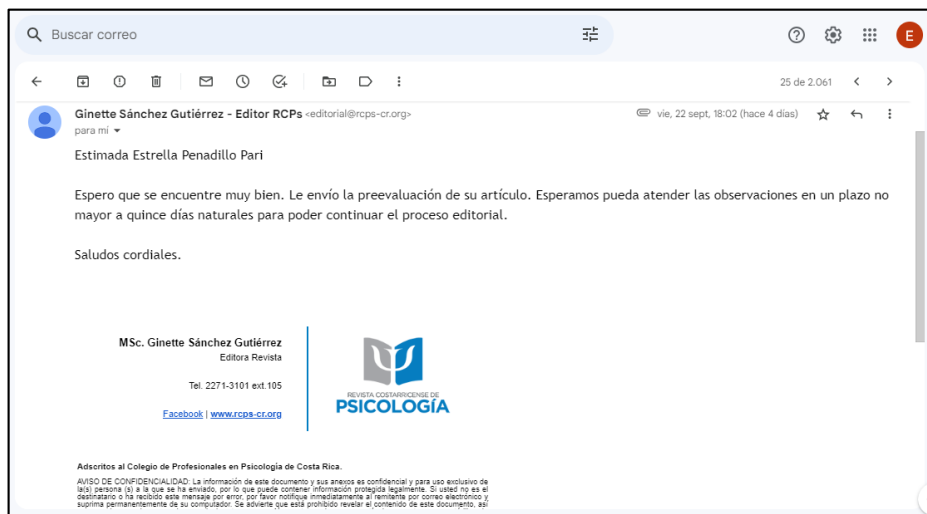 Buscar correo
E
25 de 2.061
Ginette Sánchez Gutiérrez - Editor RCPs <editorial@rcps-cr.org>
vie, 22 sept, 18:02 (hace 4 días)
para mí
Estimada Estrella Penadillo Pari
Espero que se encuentre muy bien. Le envío la preevaluación de su artículo. Esperamos pueda atender las observaciones en un plazo no
mayor a quince días naturales para poder continuar el proceso editorial.
Saludos cordiales.
MSc. Ginette Sánchez Gutiérrez
Editora Revista
Tel. 2271-3101 ext.105
Facebook | www.rcps-cr.org
REVISTA COSTARRICENSE DE
PSICOLOGÍA
Adscritos al Colegio de Profesionales en Psicología de Costa Rica.
AVISO DE CONFIDENCIALIDAD: La información de este documento y sus anexos es confidencial y para uso exclusivo de
la(s) persona (s) a la que se ha enviado, por lo que puede contener información protegida legalmente. Si usted no es el
destinatario o ha recibido este mensaje por error, por favor notifique inmediatamente al remitente por correo electrónico y
suprima permanentemente de su computador. Se advierte que está prohibido revelar el contenido de este documento, así